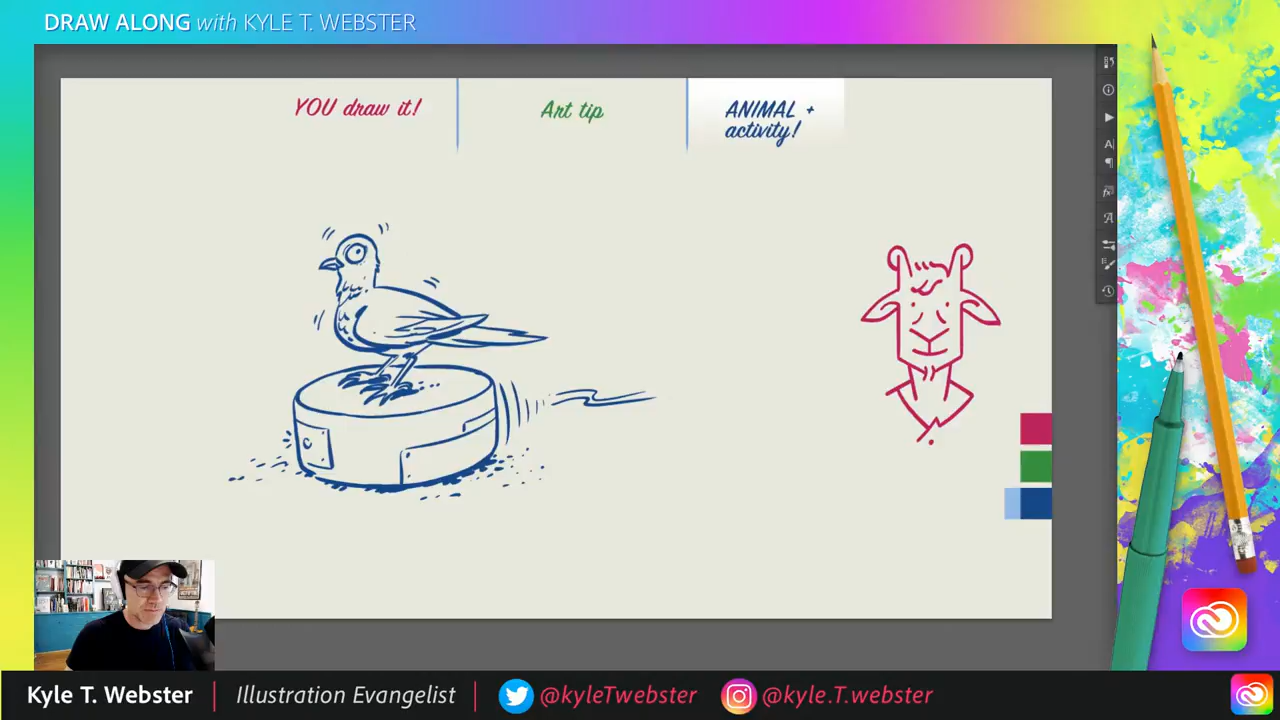 DRAW ALONG with KYLE T. WEBSTER
YOU draw it!
Art tip
ANIMAL +
activity!
Kyle T. Webster | Illustration Evangelist | @kyleTwebster @kyle.T.webster